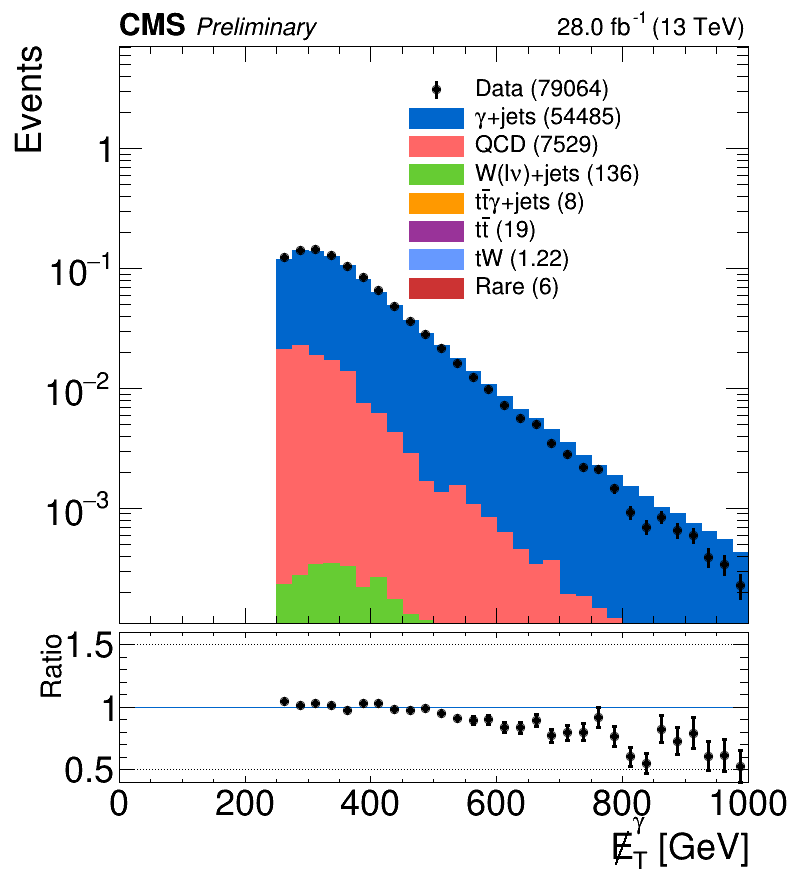 CMS Preliminary 28.0 fb⁻¹ (13 TeV)
Events
Data (79064)
γ+jets (54485)
QCD (7529)
W(lν)+jets (136)
tt̄γ+jets (8)
tt̄ (19)
tW (1.22)
Rare (6)
1
10⁻¹
10⁻²
10⁻³
Ratio
1.5
1
0.5
0 200 400 600 800 1000
E̸_T^γ [GeV]